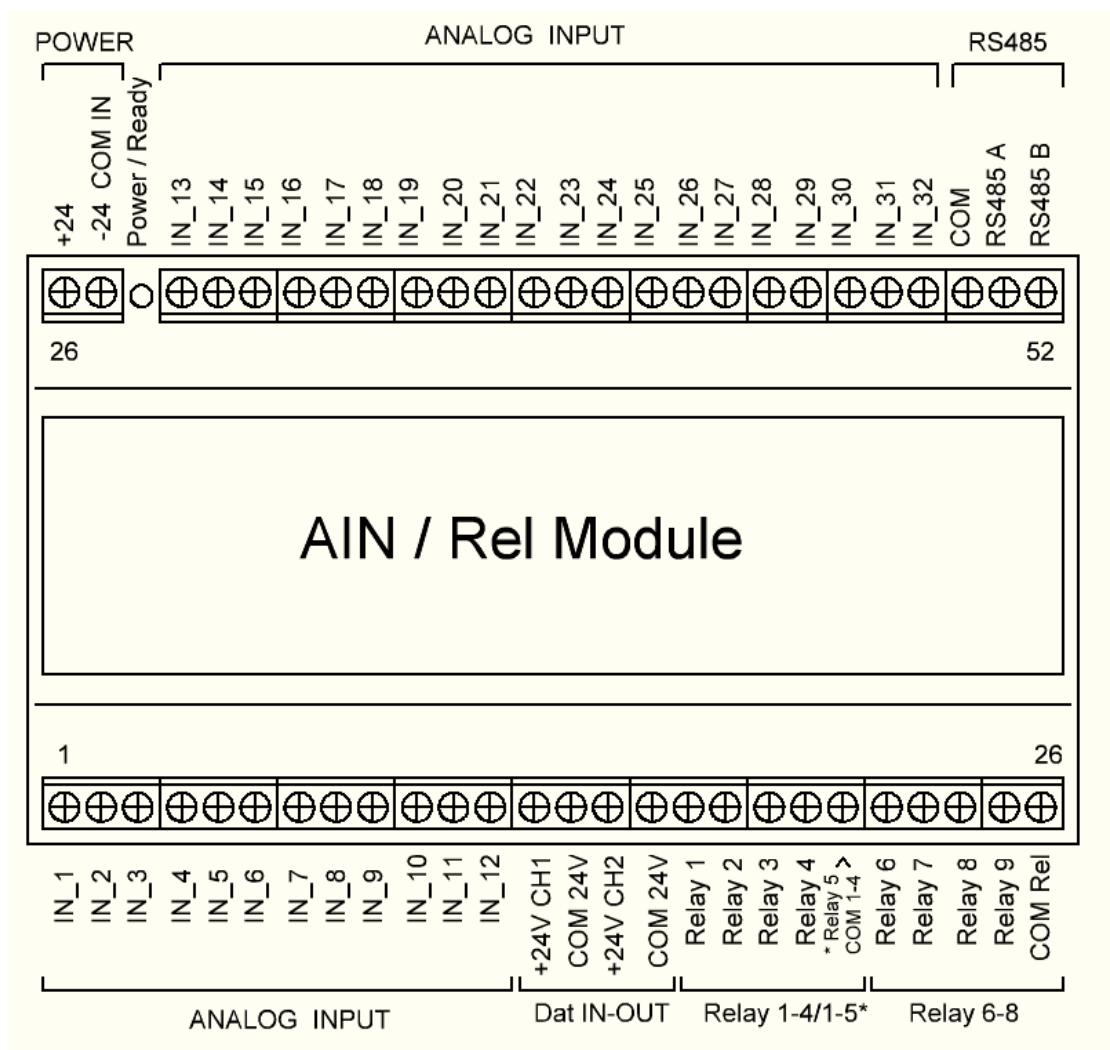 POWER
ANALOG INPUT
RS485
+24
-24 COM IN
Power / Ready
IN_13
IN_14
IN_15
IN_16
IN_17
IN_18
IN_19
IN_20
IN_21
IN_22
IN_23
IN_24
IN_25
IN_26
IN_27
IN_28
IN_29
IN_30
IN_31
IN_32
COM
RS485 A
RS485 B
26
52
AIN / Rel Module
1
26
IN_1
IN_2
IN_3
IN_4
IN_5
IN_6
IN_7
IN_8
IN_9
IN_10
IN_11
IN_12
+24V CH1
COM 24V
+24V CH2
COM 24V
Relay 1
Relay 2
Relay 3
Relay 4
* Relay 5
COM 1-4 >
Relay 6
Relay 7
Relay 8
Relay 9
COM Rel
ANALOG INPUT
Dat IN-OUT
Relay 1-4/1-5*
Relay 6-8